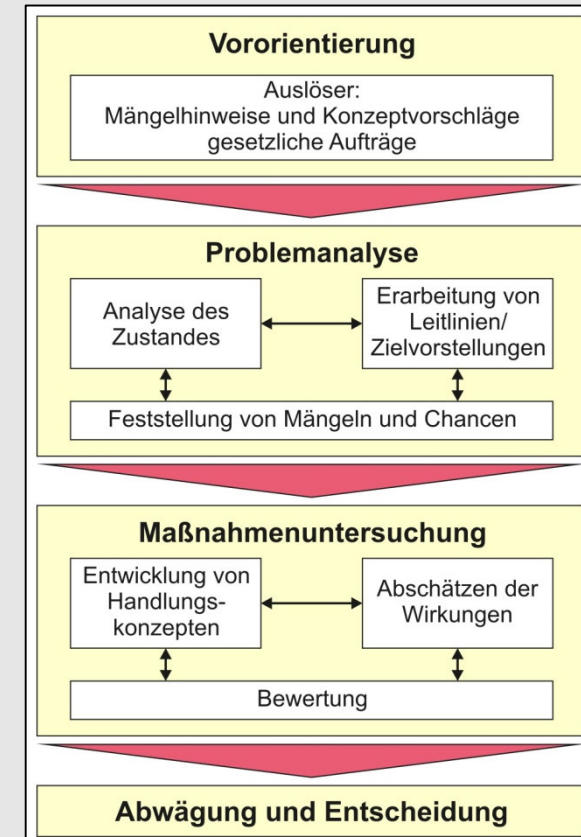 Vororientierung
Auslöser:
Mängelhinweise und Konzeptvorschläge
gesetzliche Aufträge
Problemanalyse
Analyse des
Zustandes
Erarbeitung von
Leitlinien/
Zielvorstellungen
Feststellung von Mängeln und Chancen
Maßnahmenuntersuchung
Entwicklung von
Handlungs-
konzepten
Abschätzen der
Wirkungen
Bewertung
Abwägung und Entscheidung